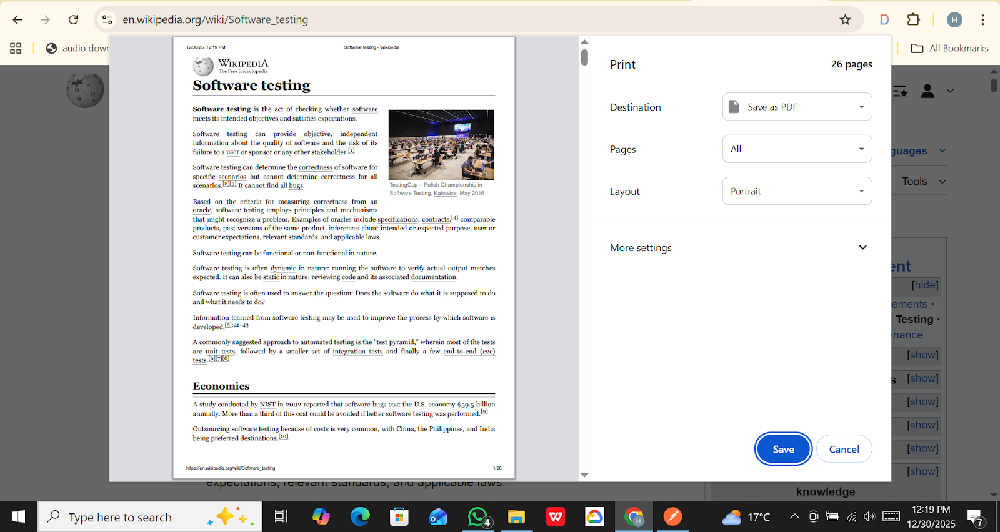 en.wikipedia.org/wiki/Software_testing
D
H
audio down
All Bookmarks
12/30/25, 12:19 PM
Software testing - Wikipedia
WIKIPEDIA
The Free Encyclopedia
Software testing
Software testing is the act of checking whether software
meets its intended objectives and satisfies expectations.
Software testing can provide objective, independent
information about the quality of software and the risk of its
failure to a user or sponsor or any other stakeholder.[1]
Software testing can determine the correctness of software for
specific scenarios but cannot determine correctness for all
scenarios.[2][3] It cannot find all bugs.
TestingCup – Polish Championship in
Software Testing, Katowice, May 2016
Based on the criteria for measuring correctness from an
oracle, software testing employs principles and mechanisms
that might recognize a problem. Examples of oracles include specifications, contracts,[4] comparable
products, past versions of the same product, inferences about intended or expected purpose, user or
customer expectations, relevant standards, and applicable laws.
Software testing can be functional or non-functional in nature.
Software testing is often dynamic in nature: running the software to verify actual output matches
expected. It can also be static in nature: reviewing code and its associated documentation.
Software testing is often used to answer the question: Does the software do what it is supposed to do
and what it needs to do?
Information learned from software testing may be used to improve the process by which software is
developed.[5]:41–43
A commonly suggested approach to automated testing is the "test pyramid," wherein most of the tests
are unit tests, followed by a smaller set of integration tests and finally a few end-to-end (e2e)
tests.[6][7][8]
Economics
A study conducted by NIST in 2002 reported that software bugs cost the U.S. economy $59.5 billion
annually. More than a third of this cost could be avoided if better software testing was performed.[9]
Outsourcing software testing because of costs is very common, with China, the Philippines, and India
being preferred destinations.[10]
https://en.wikipedia.org/wiki/Software_testing
1/26
Print
26 pages
Destination
Save as PDF
Pages
All
Layout
Portrait
More settings
Save
Cancel
guages
Tools
ent
[hide]
ements ·
Testing ·
nance
[show]
s [show]
[show]
[show]
[show]
[show]
knowledge
expectations, relevant standards, and applicable laws.
Type here to search
4
W
H
17°C
12:19 PM
12/30/2025
7